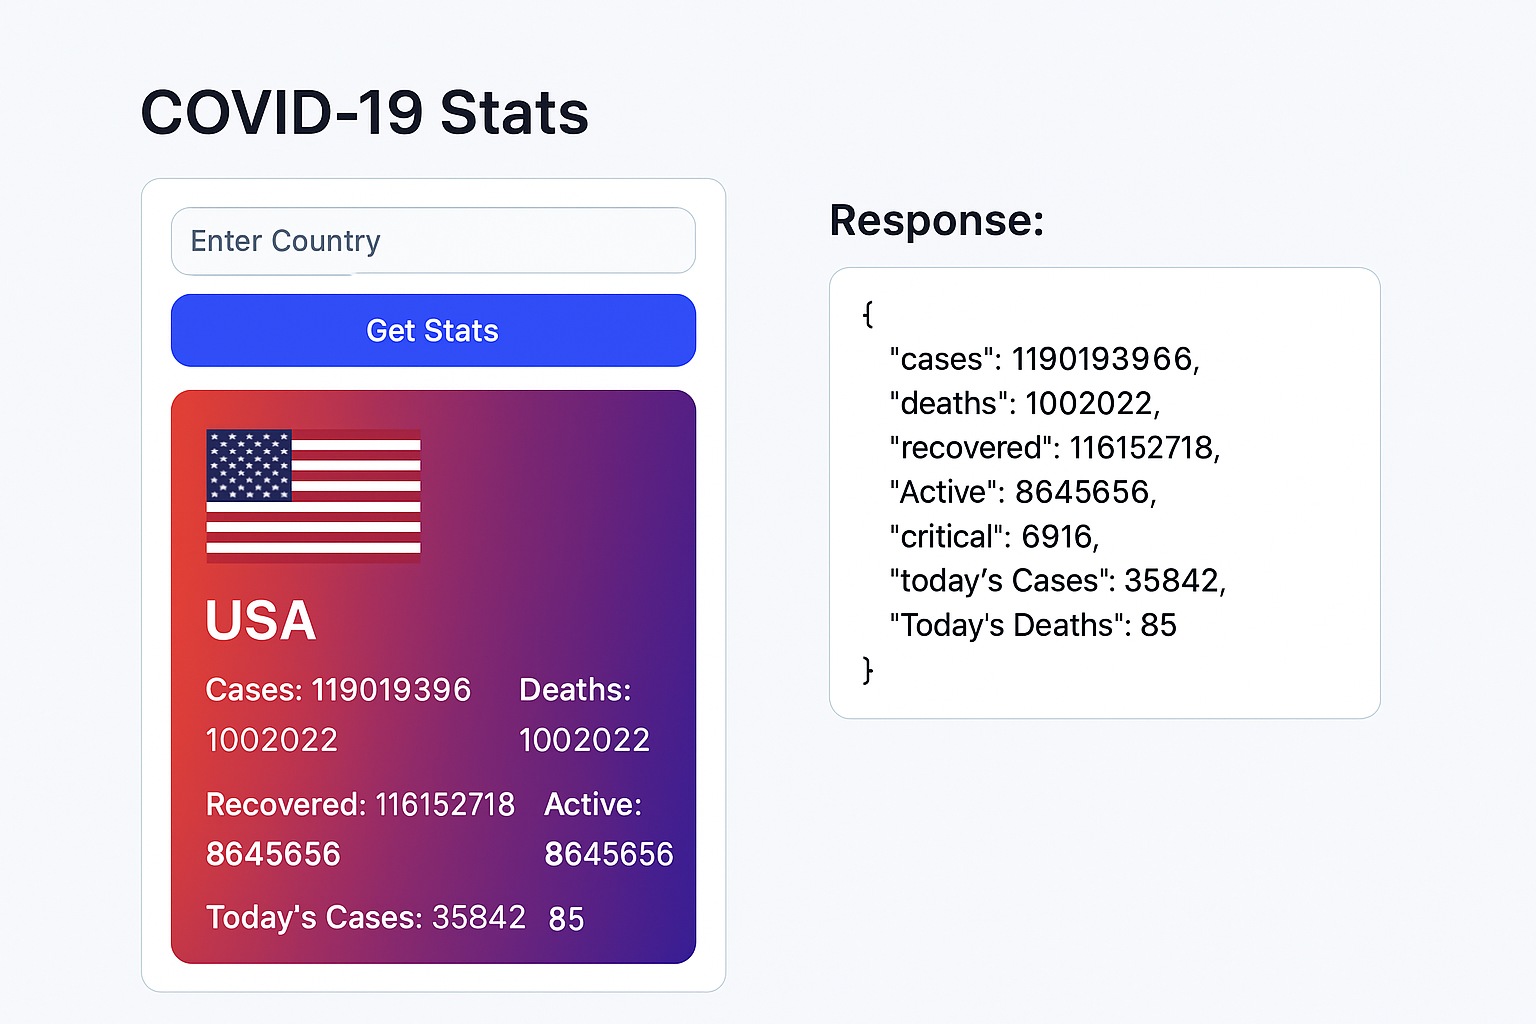 COVID-19 Stats
Enter Country
Get Stats
USA
Cases: 119019396 Deaths:
1002022 1002022
Recovered: 116152718 Active:
8645656 8645656
Today's Cases: 35842 85
Response:
{
"cases": 1190193966,
"deaths": 1002022,
"recovered": 116152718,
"Active": 8645656,
"critical": 6916,
"today’s Cases": 35842,
"Today's Deaths": 85
}